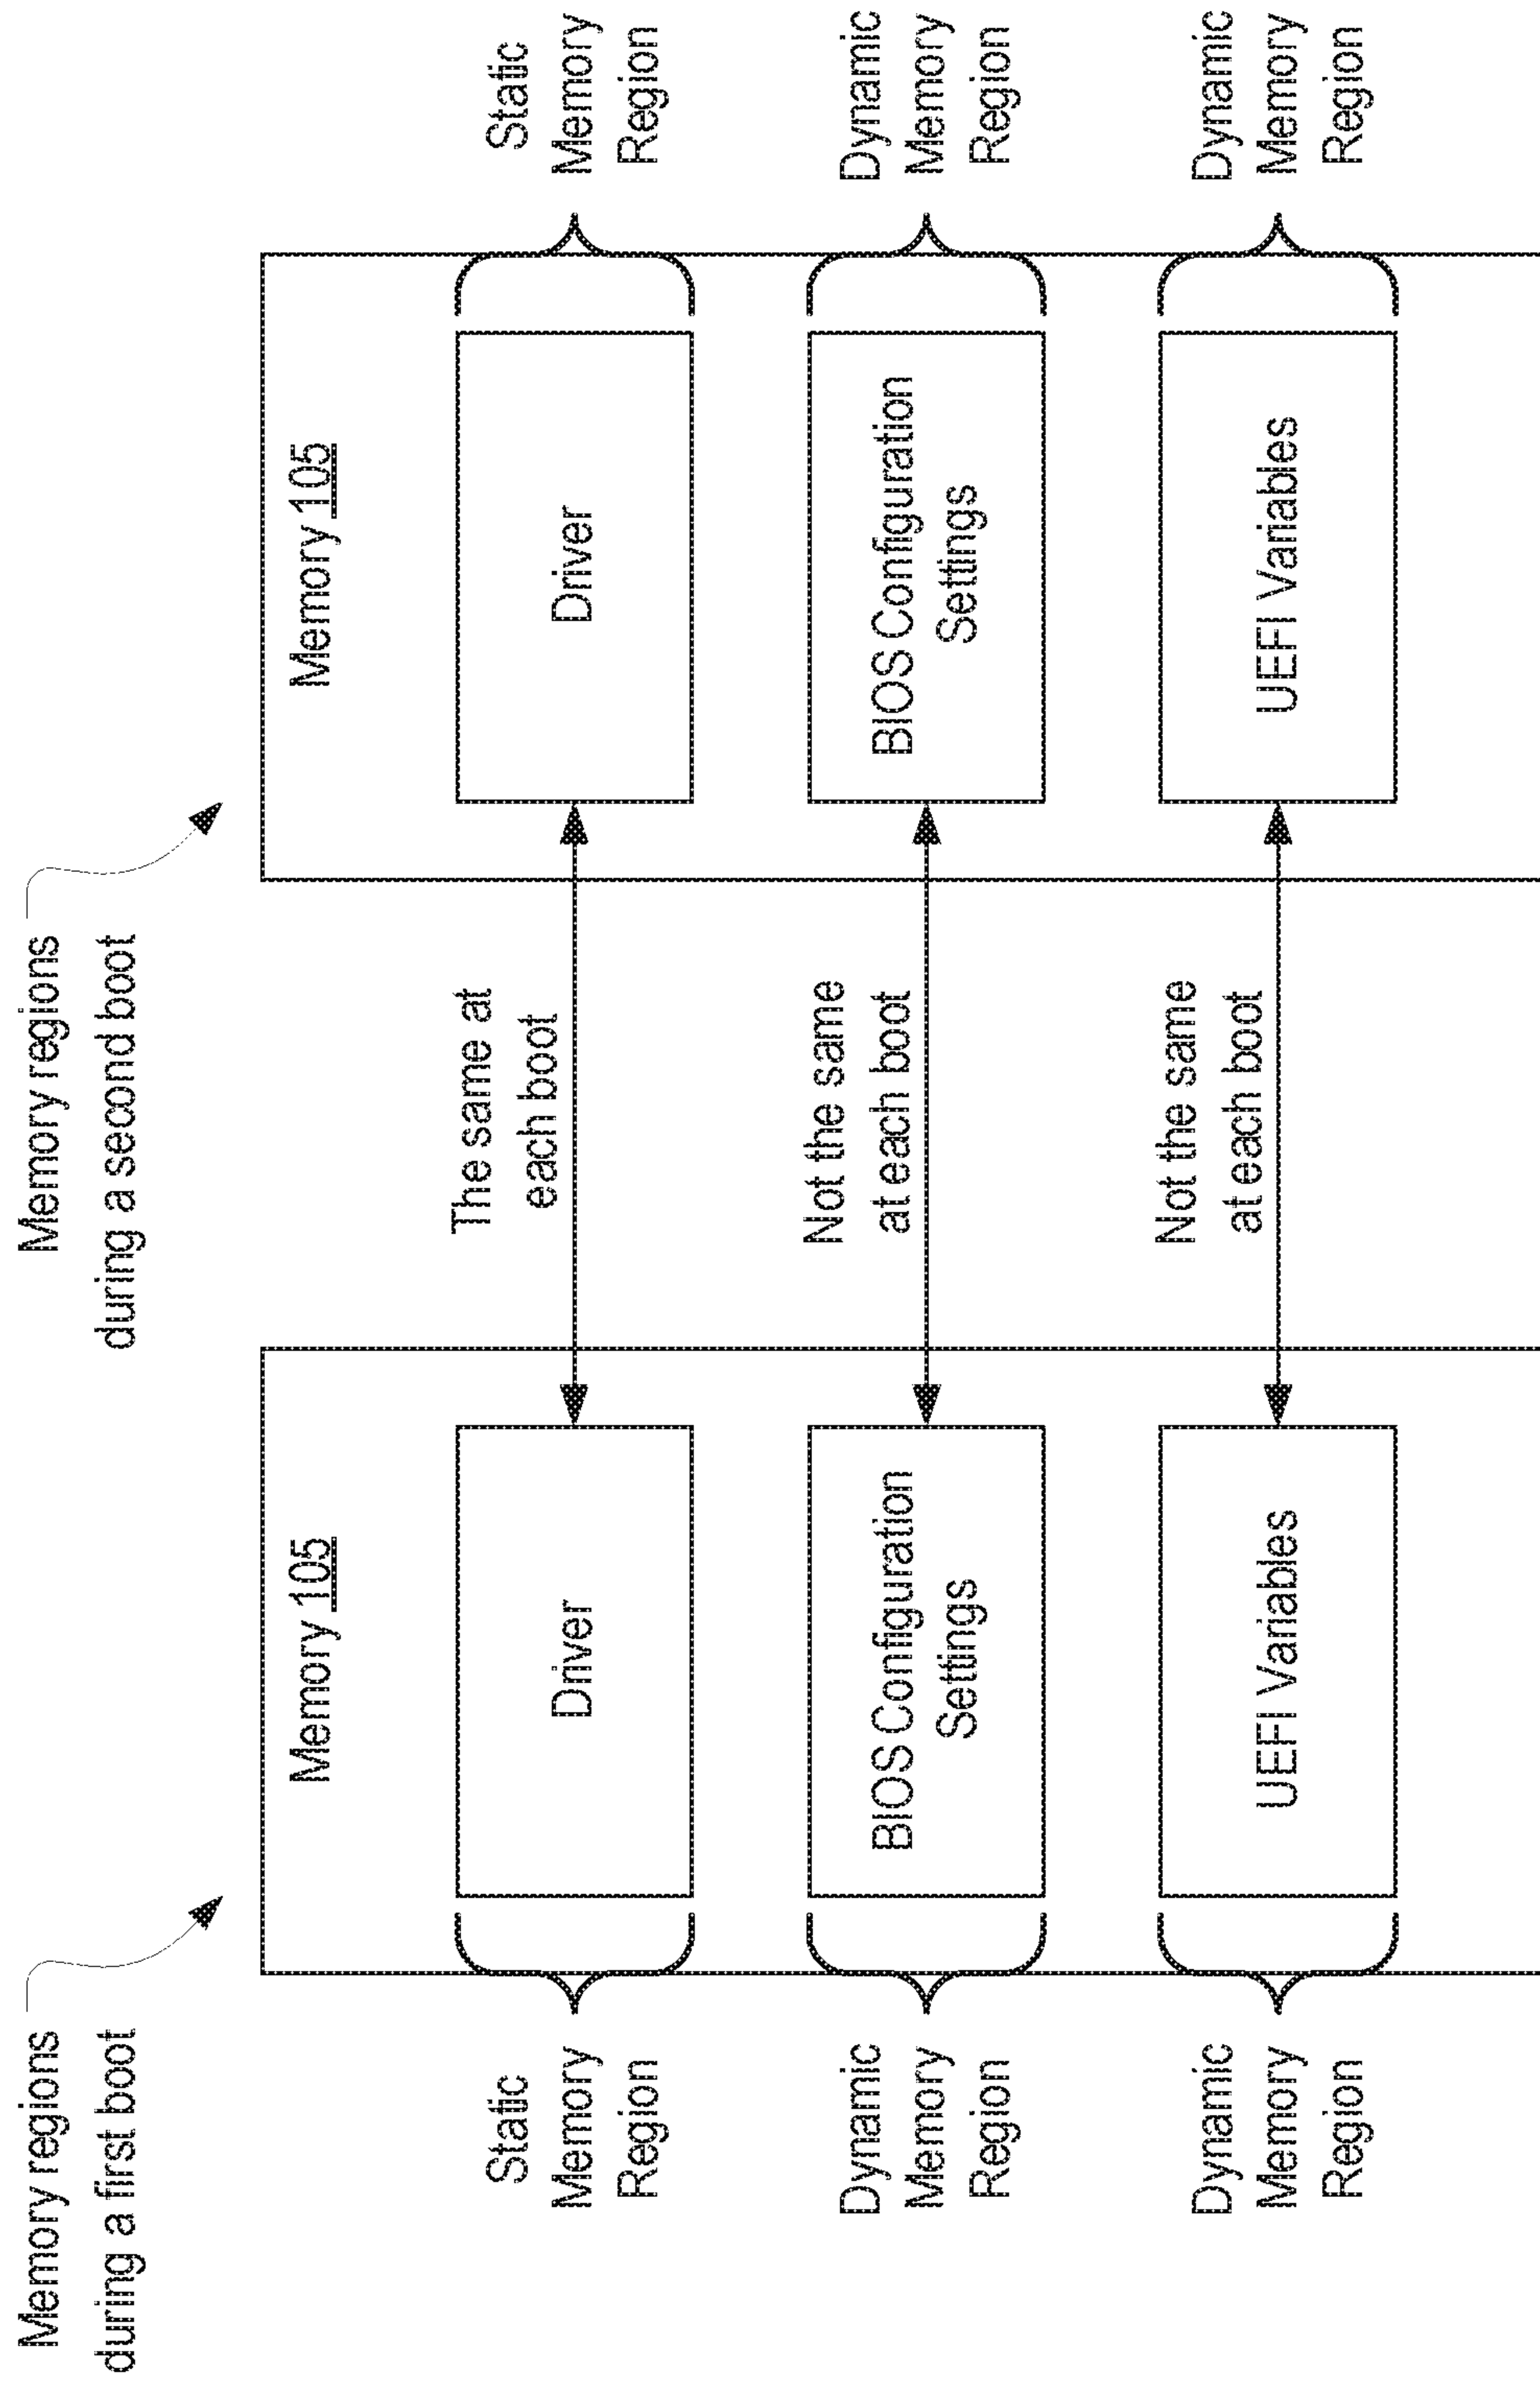 Memory regions
during a first boot
Memory regions
during a second boot
Memory 105
Memory 105
Static
Memory
Region
Driver
The same at
each boot
Driver
Static
Memory
Region
Dynamic
Memory
Region
BIOS Configuration
Settings
Not the same
at each boot
BIOS Configuration
Settings
Dynamic
Memory
Region
Dynamic
Memory
Region
UEFI Variables
Not the same
at each boot
UEFI Variables
Dynamic
Memory
Region